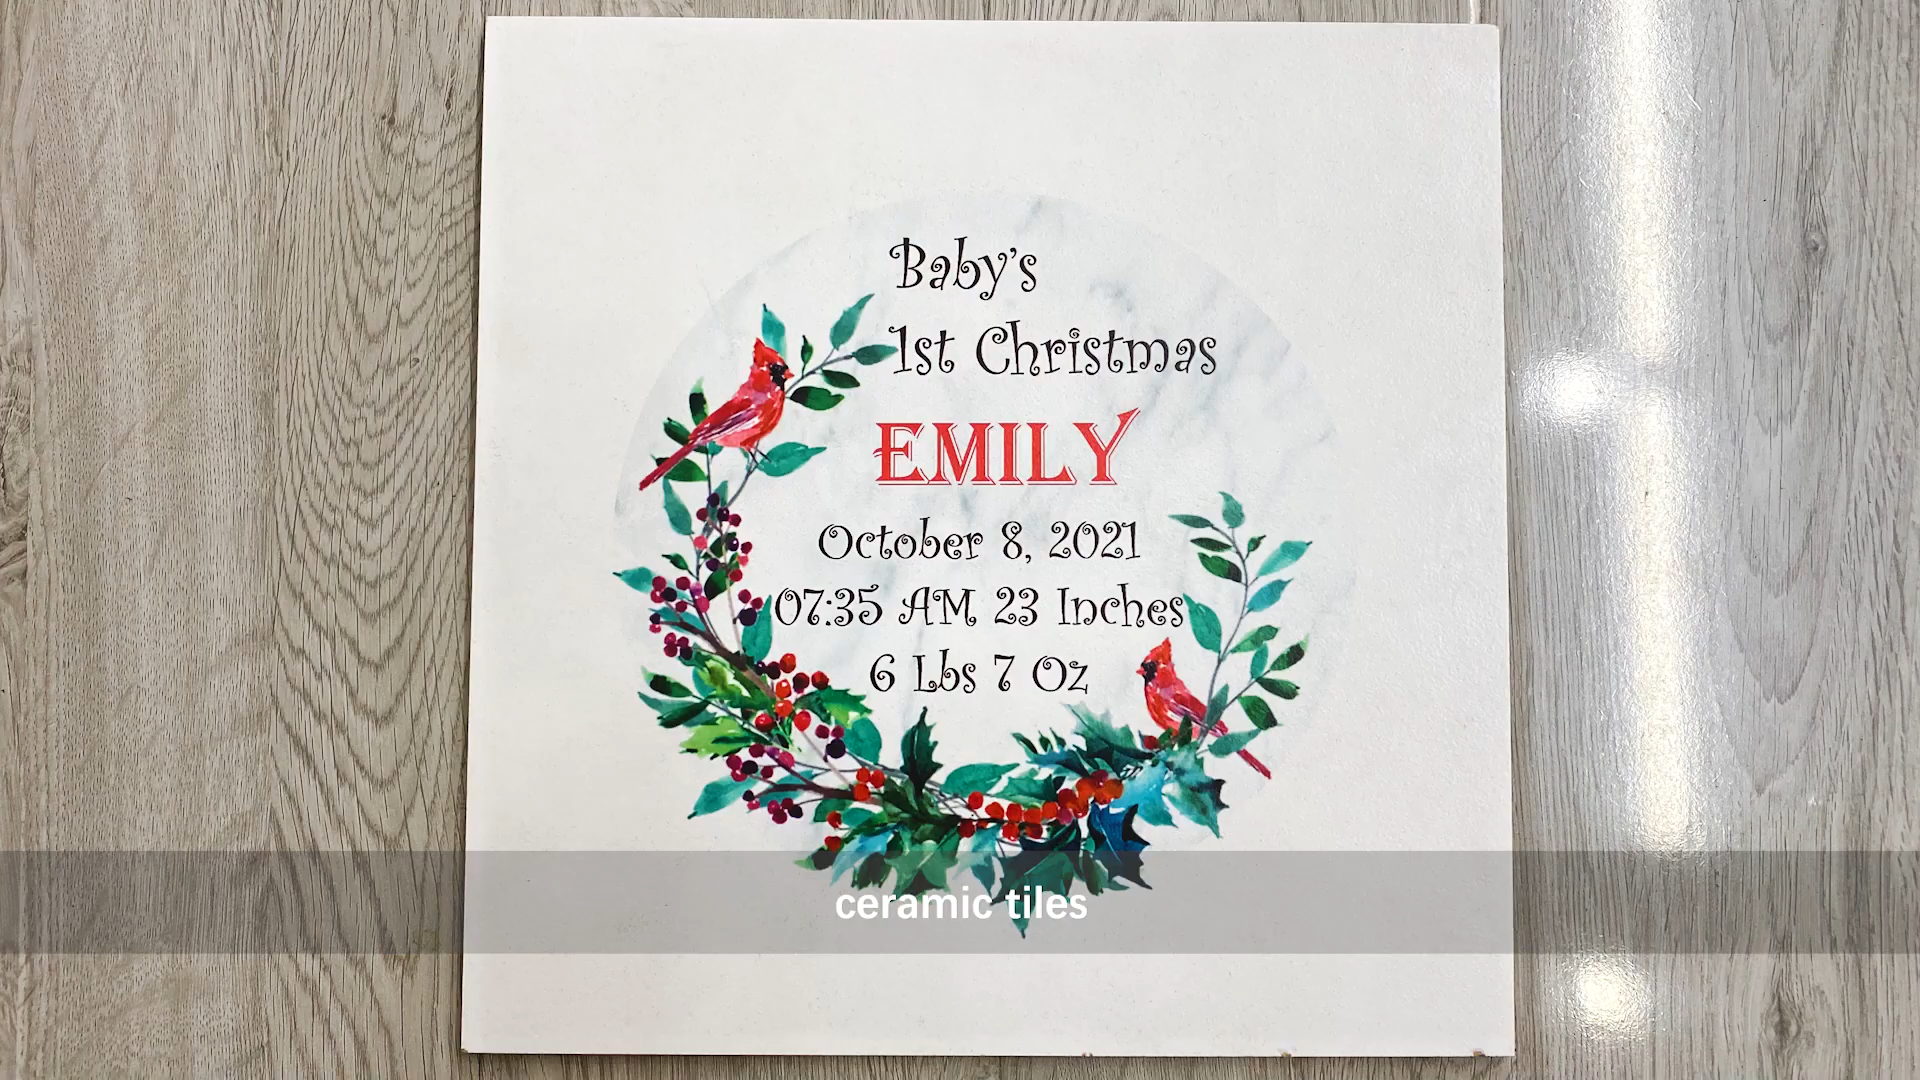 Baby's
1st Christmas
EMILY
October 8, 2021
07:35 AM 23 Inches
6 Lbs 7 Oz
ceramic tiles